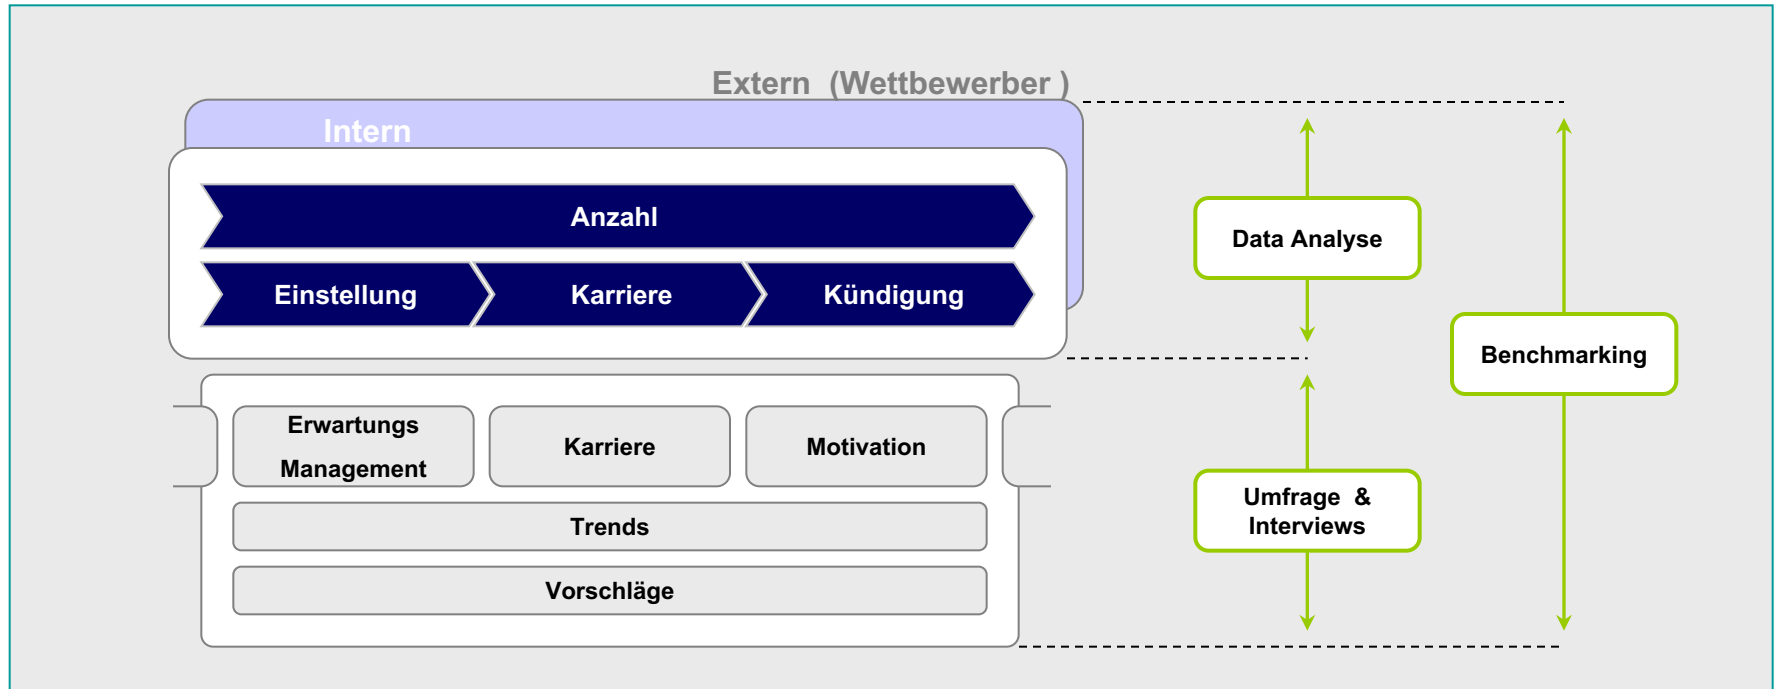 Extern (Wettbewerber )
Intern
Anzahl
Einstellung
Karriere
Kündigung
Erwartungs
Management
Karriere
Motivation
Trends
Vorschläge
Data Analyse
Umfrage &
Interviews
Benchmarking